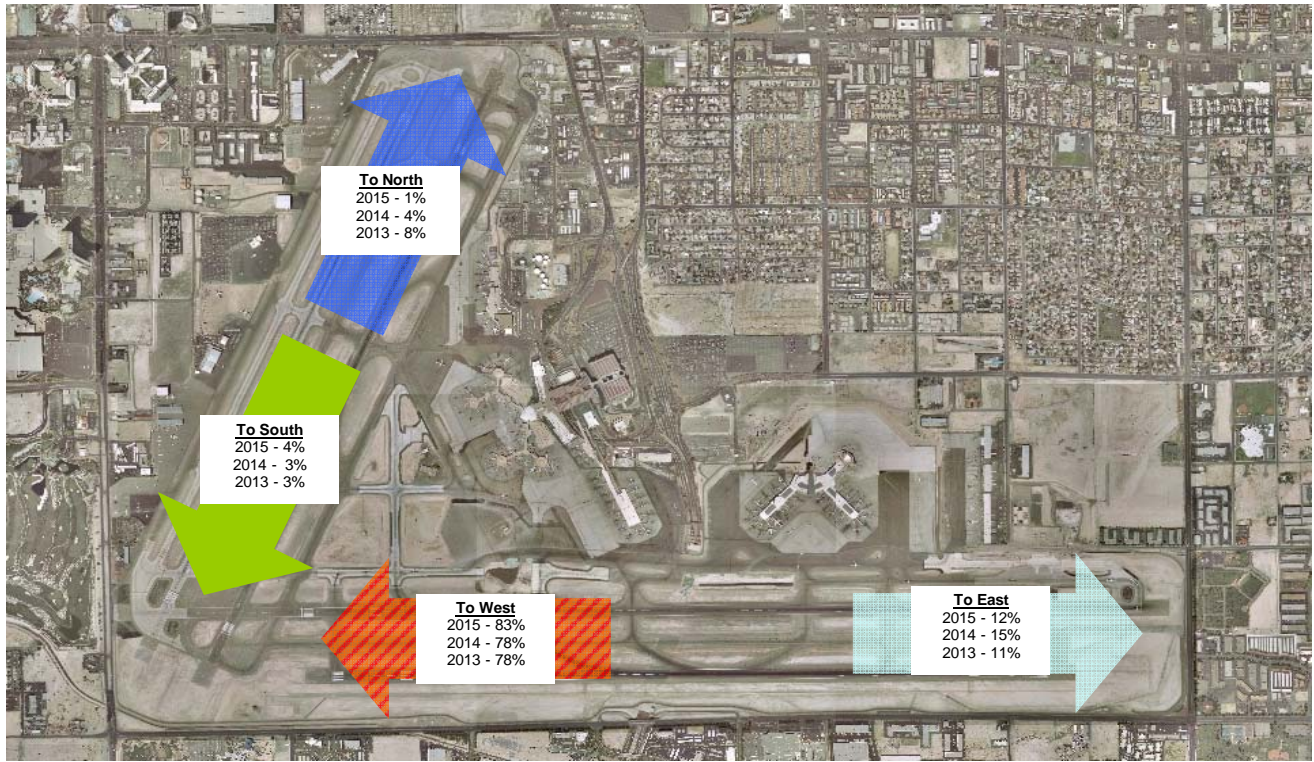 To North
2015 - 1%
2014 - 4%
2013 - 8%
To South
2015 - 4%
2014 - 3%
2013 - 3%
To West
2015 - 83%
2014 - 78%
2013 - 78%
To East
2015 - 12%
2014 - 15%
2013 - 11%